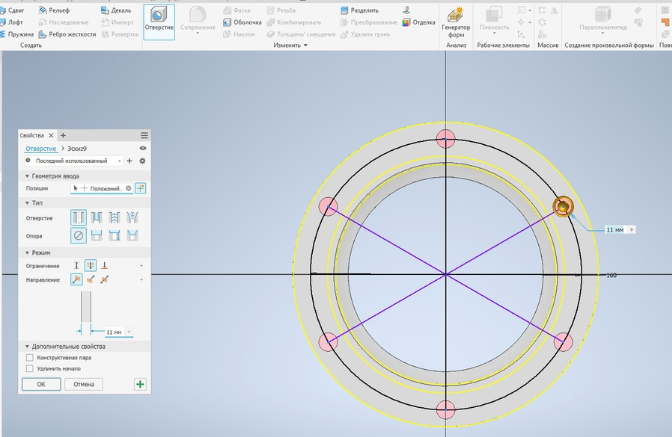 Сдвиг
Рельеф
Декаль
Лофт
Наследование
Импорт
Пружина
Ребро жесткости
Развертка
Создать
Отверстие
Сопряжение
Фаска
Резьба
Разделить
Оболочка
Комбинировать
Преобразование
Отделка
Наклон
Толщина/ смещение
Удалить грань
Изменить
Генератор
форм
Анализ
Плоскость
Рабочие элементы
Массив
Параллелепипед
Создание произвольной формы
Пове
Свойства × +
Отверстие > Эскиз9
Последний использованный
Геометрия ввода
Позиции
Положений...
Тип
Отверстие
Опора
Режим
Ограничения
Направление
11 мм
Дополнительные свойства
Конструктивная пара
Удлинить начало
ОК
Отмена
11 мм
160